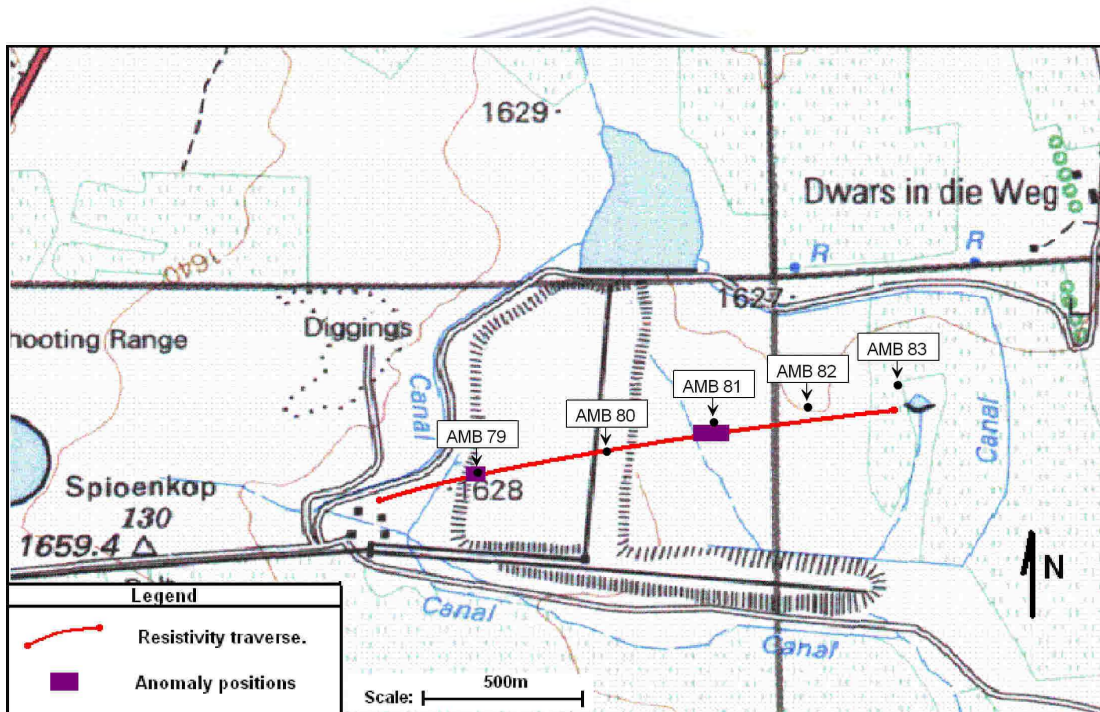 1629
Dwars in die Weg
1640
R
R
1627
Diggings
hooting Range
AMB 83
AMB 82
AMB 81
AMB 80
Canal
AMB 79
Canal
1628
Spioenkop
130
1659.4
N
Canal
Canal
Legend
Resistivity traverse.
Anomaly positions
Scale:
500m